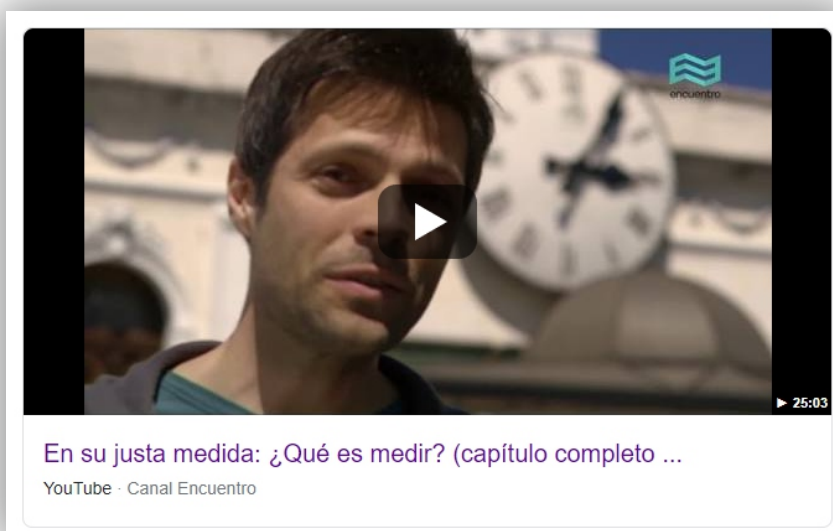 encuentro
25:03
En su justa medida: ¿Qué es medir? (capítulo completo ...
YouTube · Canal Encuentro